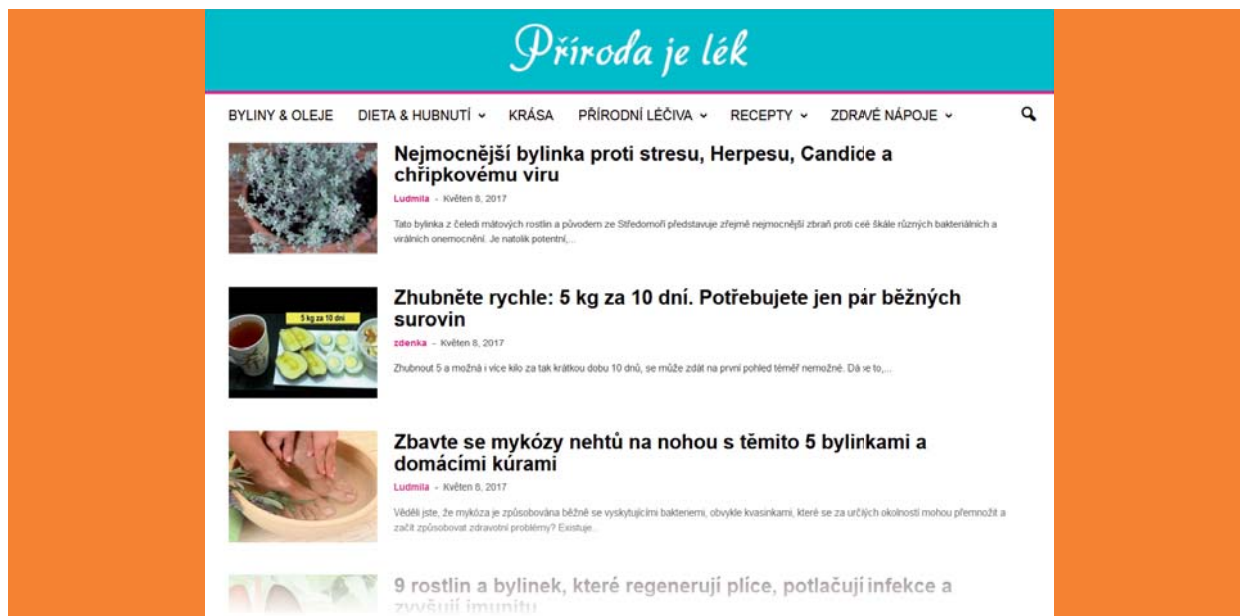 Příroda je lék
BYLINY & OLEJE DIETA & HUBNUTÍ KRÁSA PŘÍRODNÍ LÉČIVA RECEPTY ZDRAVÉ NÁPOJE
Nejmocnější bylinka proti stresu, Herpesu, Candide a
chřipkovému viru
Ludmila - Květen 8, 2017
Tato bylinka z čeledi mátových rostlin a původem ze Středomoří představuje zřejmě nejmocnější zbraň proti celé škále různých bakteriálních a
virálních onemocnění. Je natolik potentní,...
5 kg za 10 dní
Zhubněte rychle: 5 kg za 10 dní. Potřebujete jen pár běžných
surovin
zdenka - Květen 8, 2017
Zhubnout 5 a možná i více kilo za tak krátkou dobu 10 dnů, se může zdát na první pohled téměř nemožné. Dá se to,...
Zbavte se mykózy nehtů na nohou s těmito 5 bylinkami a
domácími kúrami
Ludmila - Květen 8, 2017
Věděli jste, že mykóza je způsobována běžně se vyskytujícími bakteriemi, obvykle kvasinkami, které se za určitých okolností mohou přemnožit a
začít způsobovat zdravotní problémy? Existuje...
9 rostlin a bylinek, které regenerují plíce, potlačují infekce a
zvyšují imunitu